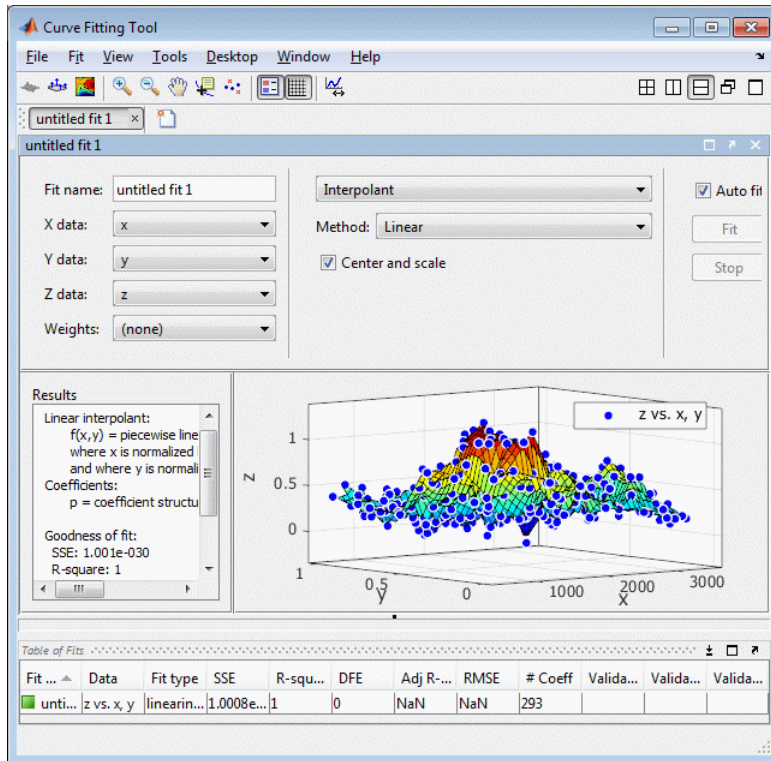 Curve Fitting Tool
File Fit View Tools Desktop Window Help
untitled fit 1
untitled fit 1
Fit name: untitled fit 1
X data: x
Y data: y
Z data: z
Weights: (none)
Interpolant
Method: Linear
Center and scale
Auto fit
Fit
Stop
Results
Linear interpolant:
f(x,y) = piecewise line
where x is normalized
and where y is normali
Coefficients:
p = coefficient structu
Goodness of fit:
SSE: 1.001e-030
R-square: 1
z vs. x, y
z
1
0.5
0
1
0.5
0
y
1000
2000
3000
x
Table of Fits
Fit ... Data Fit type SSE R-squ... DFE Adj R-... RMSE # Coeff Valida... Valida... Valida...
unti... z vs. x, y linearin... 1.0008e... 1 0 NaN NaN 293